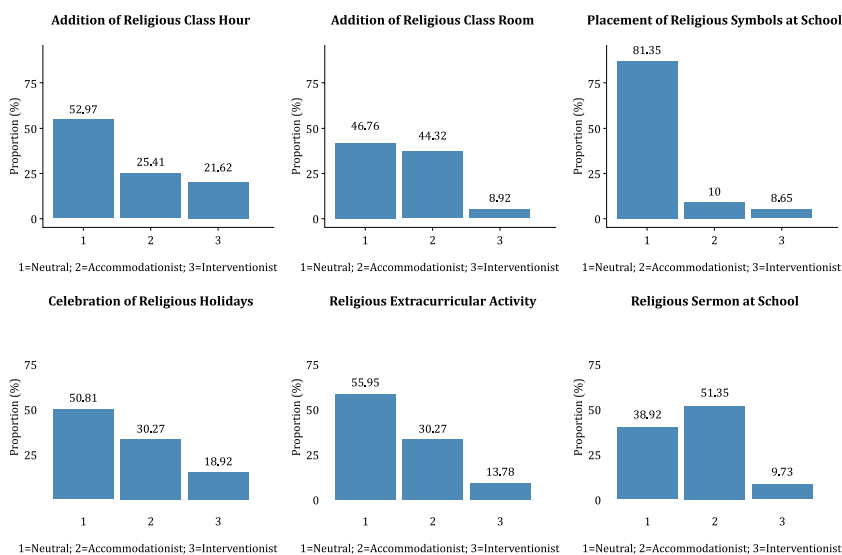 Addition of Religious Class Hour
Proportion (%)
75
50
25
0
52.97
25.41
21.62
1 2 3
1=Neutral; 2=Accommodationist; 3=Interventionist
Addition of Religious Class Room
Proportion (%)
75
50
25
0
46.76
44.32
8.92
1 2 3
1=Neutral; 2=Accommodationist; 3=Interventionist
Placement of Religious Symbols at School
Proportion (%)
75
50
25
0
81.35
10
8.65
1 2 3
1=Neutral; 2=Accommodationist; 3=Interventionist
Celebration of Religious Holidays
Proportion (%)
75
50
25
50.81
30.27
18.92
1 2 3
1=Neutral; 2=Accommodationist; 3=Interventionist
Religious Extracurricular Activity
Proportion (%)
75
50
25
0
55.95
30.27
13.78
1 2 3
1=Neutral; 2=Accommodationist; 3=Interventionist
Religious Sermon at School
Proportion (%)
75
50
25
0
38.92
51.35
9.73
1 2 3
1=Neutral; 2=Accommodationist; 3=Interventionist